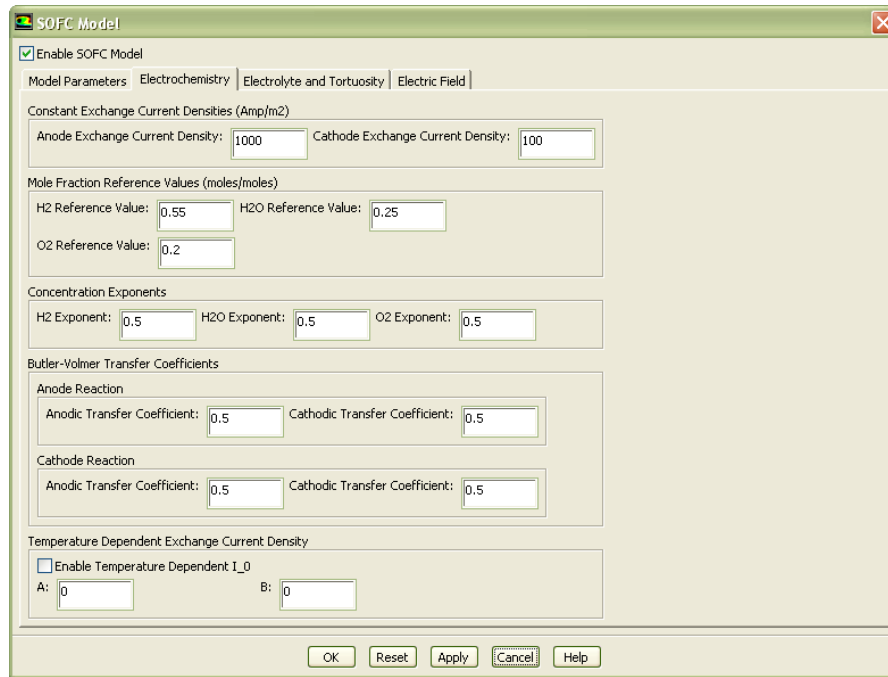 SOFC Model
Enable SOFC Model
Model Parameters Electrochemistry Electrolyte and Tortuosity Electric Field
Constant Exchange Current Densities (Amp/m2)
Anode Exchange Current Density: 1000 Cathode Exchange Current Density: 100
Mole Fraction Reference Values (moles/moles)
H2 Reference Value: 0.55 H2O Reference Value: 0.25
O2 Reference Value: 0.2
Concentration Exponents
H2 Exponent: 0.5 H2O Exponent: 0.5 O2 Exponent: 0.5
Butler-Volmer Transfer Coefficients
Anode Reaction
Anodic Transfer Coefficient: 0.5 Cathodic Transfer Coefficient: 0.5
Cathode Reaction
Anodic Transfer Coefficient: 0.5 Cathodic Transfer Coefficient: 0.5
Temperature Dependent Exchange Current Density
Enable Temperature Dependent I_0
A: 0 B: 0
OK Reset Apply Cancel Help